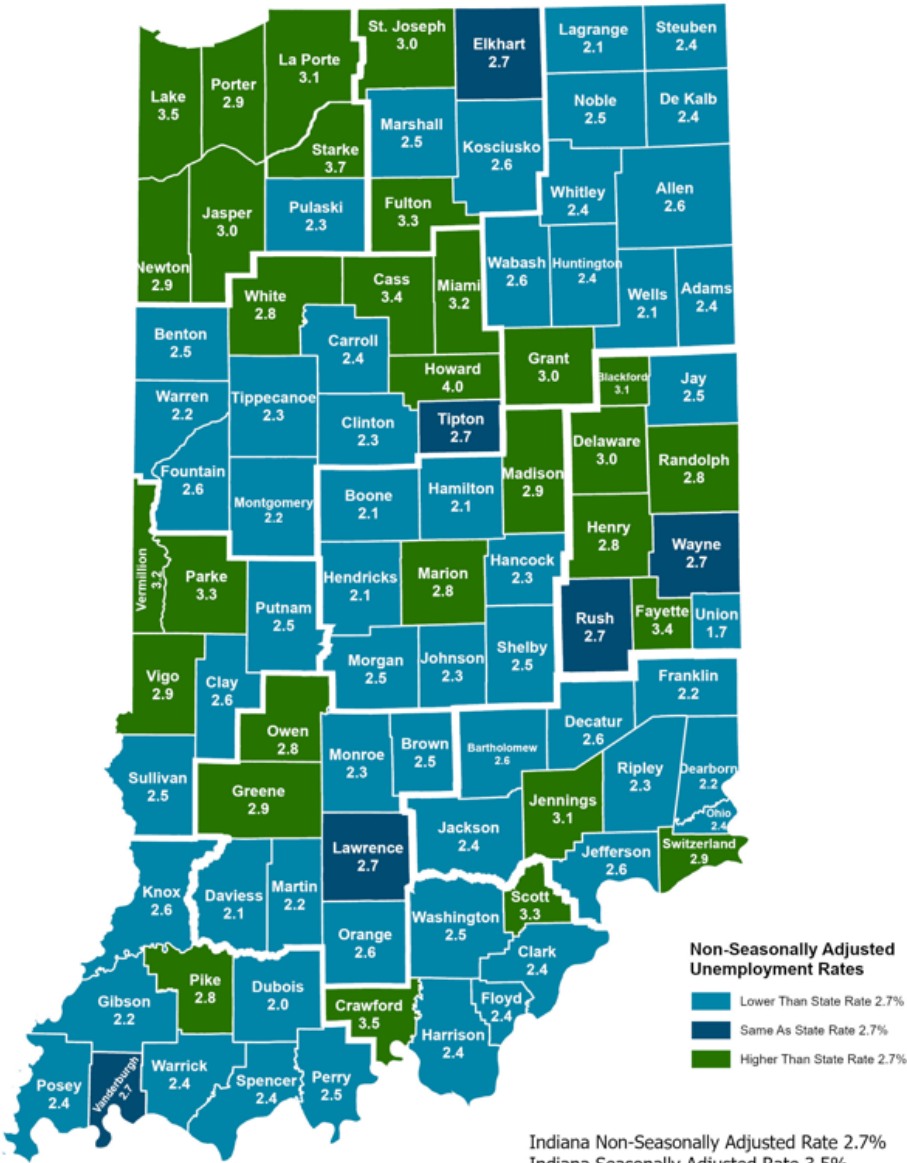 St. Joseph
3.0
Elkhart
2.7
Lagrange
2.1
Steuben
2.4
La Porte
3.1
Porter
2.9
Lake
3.5
Noble
2.5
De Kalb
2.4
Marshall
2.5
Kosciusko
2.6
Starke
3.7
Whitley
2.4
Allen
2.6
Pulaski
2.3
Fulton
3.3
Jasper
3.0
Newton
2.9
Wabash
2.6
Huntington
2.4
Wells
2.1
Adams
2.4
White
2.8
Cass
3.4
Miami
3.2
Benton
2.5
Carroll
2.4
Howard
4.0
Grant
3.0
Blackford
3.1
Jay
2.5
Warren
2.2
Tippecanoe
2.3
Clinton
2.3
Tipton
2.7
Delaware
3.0
Randolph
2.8
Fountain
2.6
Montgomery
2.2
Boone
2.1
Hamilton
2.1
Madison
2.9
Henry
2.8
Wayne
2.7
Vermillion
3.2
Parke
3.3
Putnam
2.5
Hendricks
2.1
Marion
2.8
Hancock
2.3
Rush
2.7
Fayette
3.4
Union
1.7
Vigo
2.9
Clay
2.6
Morgan
2.5
Johnson
2.3
Shelby
2.5
Franklin
2.2
Owen
2.8
Monroe
2.3
Brown
2.5
Bartholomew
2.6
Decatur
2.6
Ripley
2.3
Dearborn
2.2
Ohio
2.4
Sullivan
2.5
Greene
2.9
Jennings
3.1
Jackson
2.4
Lawrence
2.7
Jefferson
2.6
Switzerland
2.9
Knox
2.6
Daviess
2.1
Martin
2.2
Orange
2.6
Washington
2.5
Scott
3.3
Clark
2.4
Gibson
2.2
Pike
2.8
Dubois
2.0
Crawford
3.5
Floyd
2.4
Harrison
2.4
Posey
2.4
Vanderburgh
2.7
Warrick
2.4
Spencer
2.4
Perry
2.5
Non-Seasonally Adjusted
Unemployment Rates
Lower Than State Rate 2.7%
Same As State Rate 2.7%
Higher Than State Rate 2.7%
Indiana Non-Seasonally Adjusted Rate 2.7%
Indiana Seasonally Adjusted Rate 3.5%